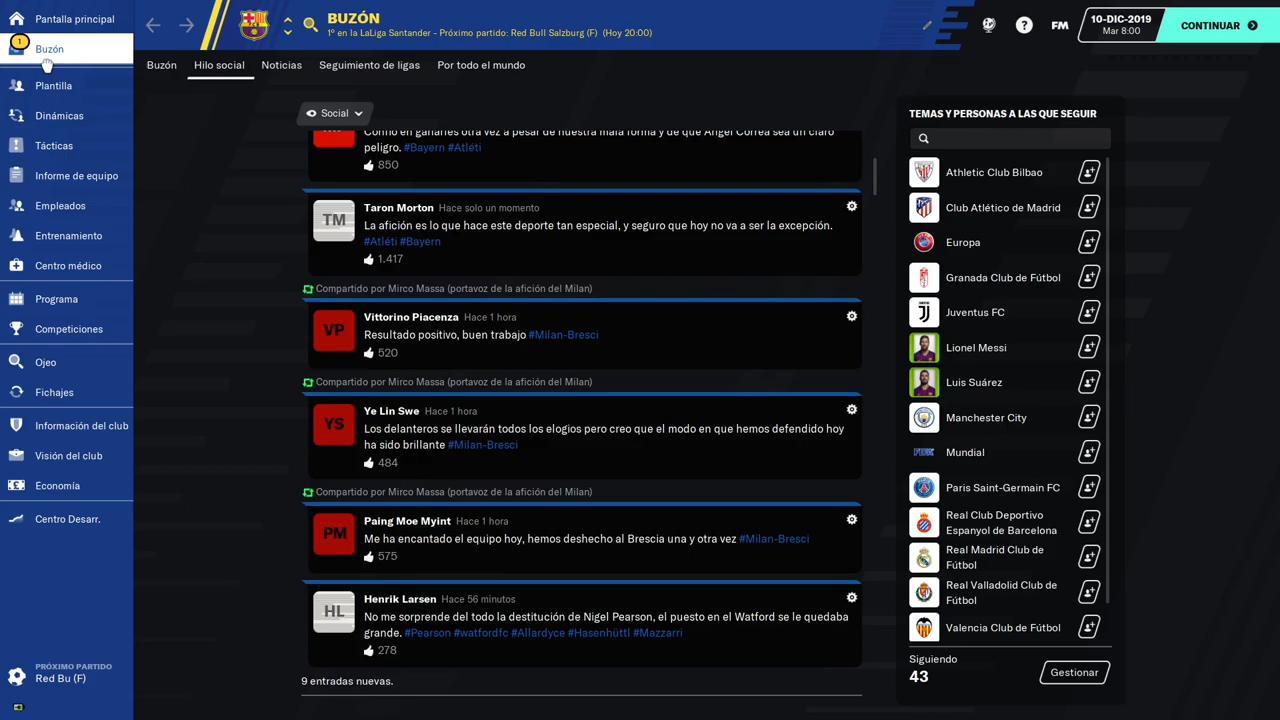 Pantalla principal
1
Buzón
Plantilla
Dinámicas
Tácticas
Informe de equipo
Empleados
Entrenamiento
Centro médico
Programa
Competiciones
Ojeo
Fichajes
Información del club
Visión del club
Economía
Centro Desarr.
PRÓXIMO PARTIDO
Red Bu (F)
BUZÓN
1º en la LaLiga Santander - Próximo partido: Red Bull Salzburg (F) (Hoy 20:00)
FM
10-DIC-2019
Mar 8:00
CONTINUAR
Buzón
Hilo social
Noticias
Seguimiento de ligas
Por todo el mundo
Social
Confío en ganarles otra vez a pesar de nuestra mala forma y de que Ángel Correa sea un claro
peligro. #Bayern #Atléti
850
TM
Taron Morton Hace solo un momento
La afición es lo que hace este deporte tan especial, y seguro que hoy no va a ser la excepción.
#Atléti #Bayern
1.417
Compartido por Mirco Massa (portavoz de la afición del Milan)
VP
Vittorino Piacenza Hace 1 hora
Resultado positivo, buen trabajo #Milan-Bresci
520
Compartido por Mirco Massa (portavoz de la afición del Milan)
YS
Ye Lin Swe Hace 1 hora
Los delanteros se llevarán todos los elogios pero creo que el modo en que hemos defendido hoy
ha sido brillante #Milan-Bresci
484
Compartido por Mirco Massa (portavoz de la afición del Milan)
PM
Paing Moe Myint Hace 1 hora
Me ha encantado el equipo hoy, hemos deshecho al Brescia una y otra vez #Milan-Bresci
575
HL
Henrik Larsen Hace 56 minutos
No me sorprende del todo la destitución de Nigel Pearson, el puesto en el Watford se le quedaba
grande. #Pearson #watfordfc #Allardyce #Hasenhüttl #Mazzarri
278
9 entradas nuevas.
TEMAS Y PERSONAS A LAS QUE SEGUIR
Athletic Club Bilbao
Club Atlético de Madrid
Europa
Granada Club de Fútbol
Juventus FC
Lionel Messi
Luis Suárez
Manchester City
Mundial
Paris Saint-Germain FC
Real Club Deportivo
Espanyol de Barcelona
Real Madrid Club de
Fútbol
Real Valladolid Club de
Fútbol
Valencia Club de Fútbol
Siguiendo
43
Gestionar